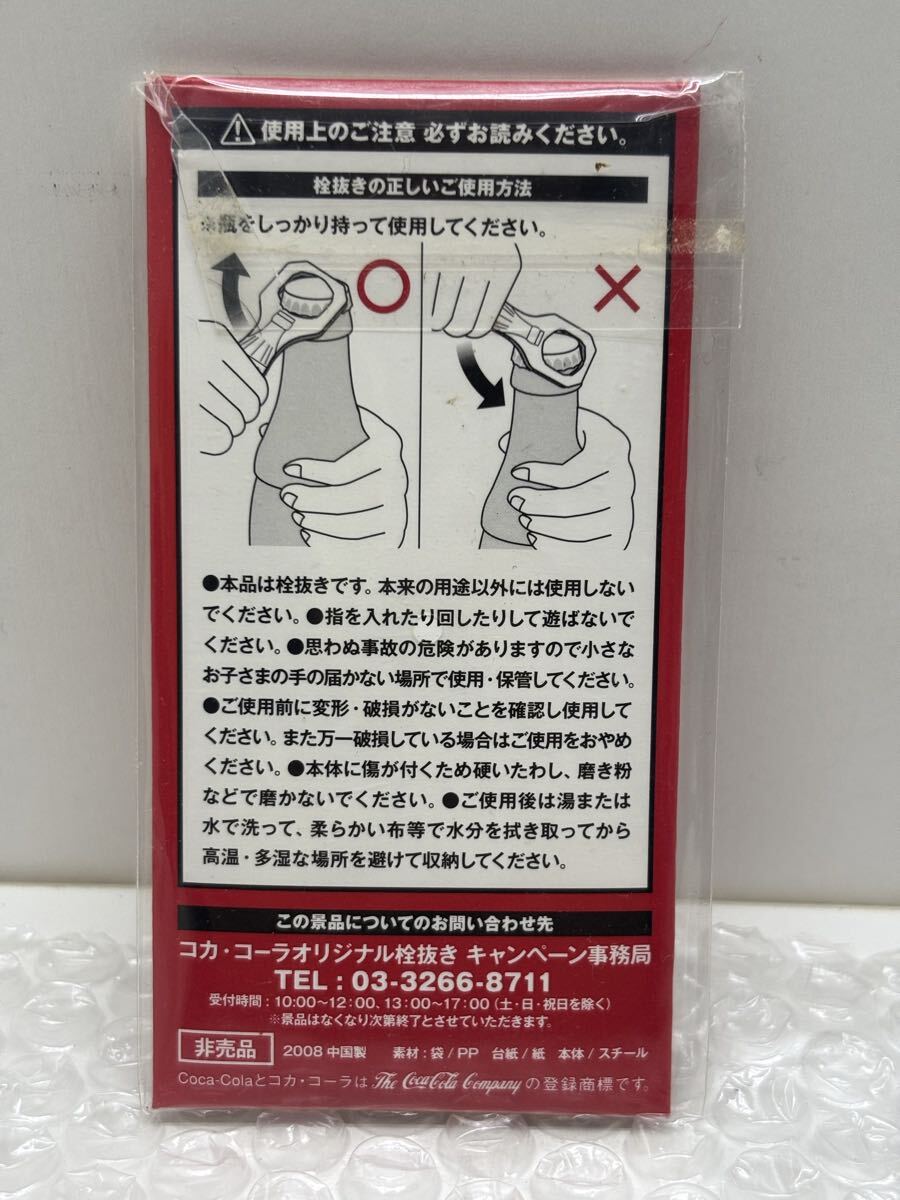 ⚠使用上のご注意 必ずお読みください。
栓抜きの正しいご使用方法
※瓶をしっかり持って使用してください。
●本品は栓抜きです。本来の用途以外には使用しない
でください。●指を入れたり回したりして遊ばないで
ください。●思わぬ事故の危険がありますので小さな
お子さまの手の届かない場所で使用・保管してください。
●ご使用前に変形・破損がないことを確認し使用して
ください。また万一破損している場合はご使用をおやめ
ください。●本体に傷が付くため硬いたわし、磨き粉
などで磨かないでください。●ご使用後は湯または
水で洗って、柔らかい布等で水分を拭き取ってから
高温・多湿な場所を避けて収納してください。
この景品についてのお問い合わせ先
コカ・コーラオリジナル栓抜き キャンペーン事務局
TEL:03-3266-8711
受付時間:10:00〜12:00、13:00〜17:00(土・日・祝日を除く)
※景品はなくなり次第終了とさせていただきます。
非売品 2008 中国製 素材:袋/PP 台紙/紙 本体/スチール
Coca-Colaとコカ・コーラは The Coca-Cola Company の登録商標です。